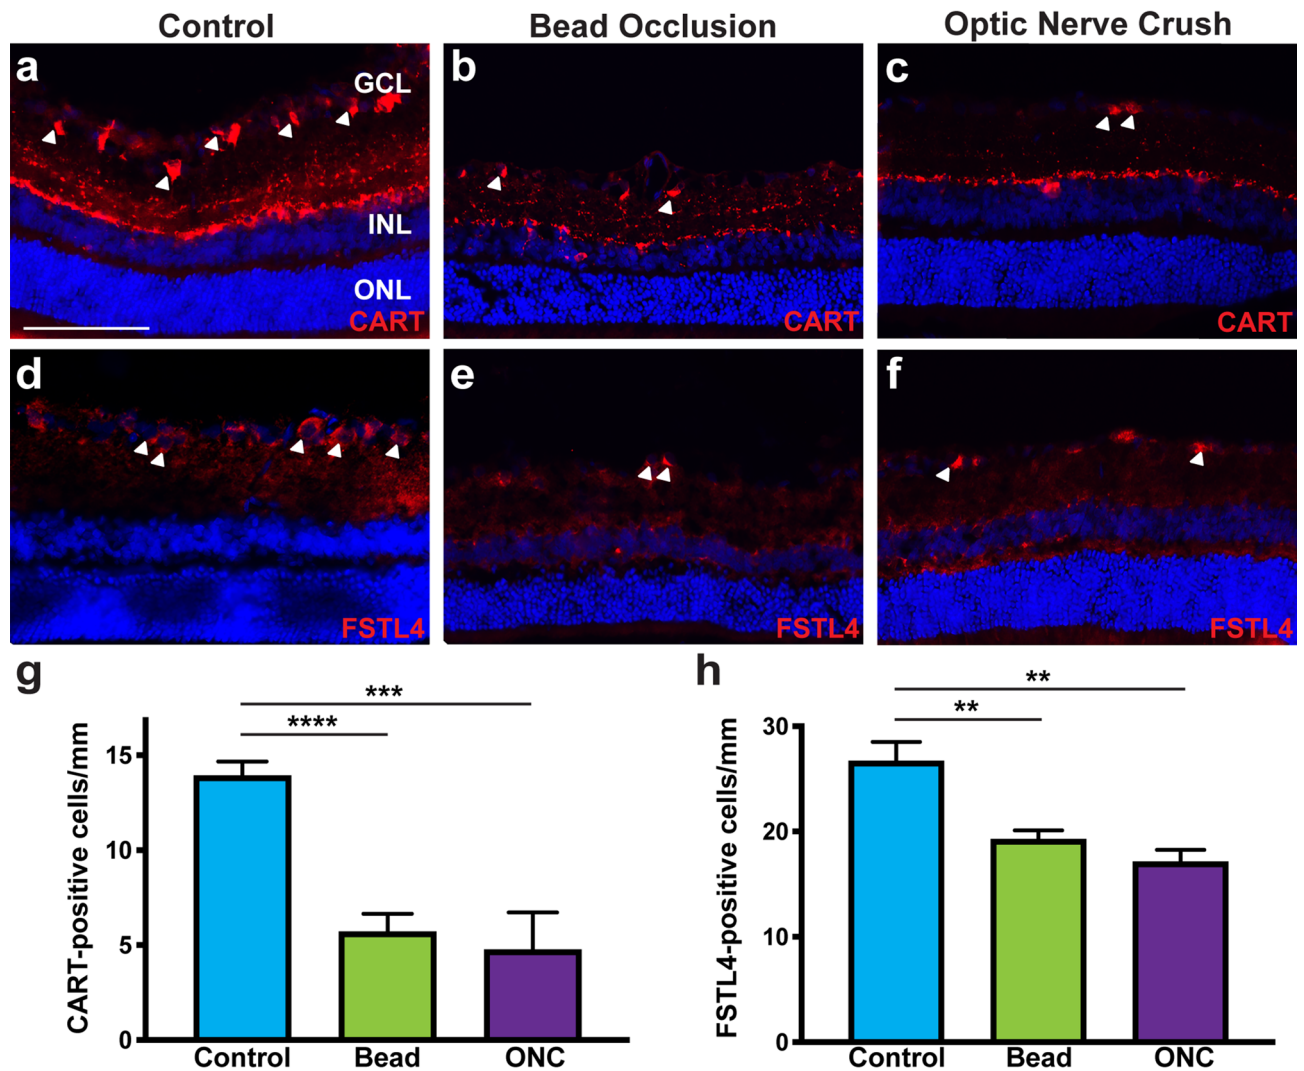 Control
Bead Occlusion
Optic Nerve Crush
a
GCL
INL
ONL
CART
b
CART
c
CART
d
FSTL4
e
FSTL4
f
FSTL4
g
***
****
CART-positive cells/mm
15
10
5
0
Control Bead ONC
h
**
**
FSTL4-positive cells/mm
30
20
10
0
Control Bead ONC